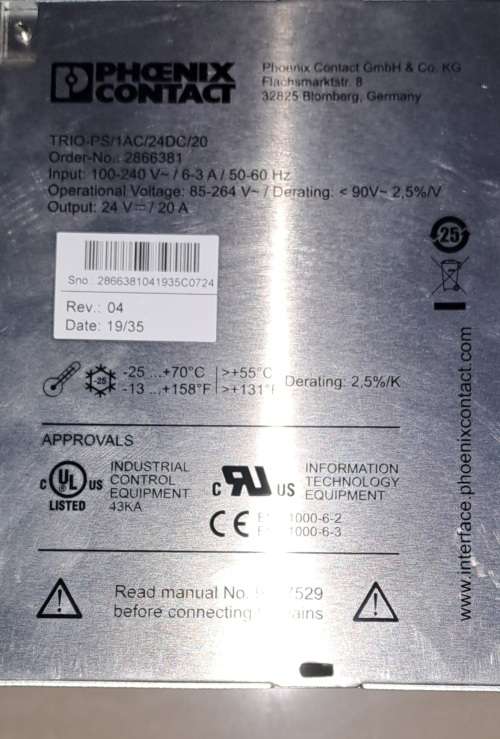 PHŒNIX
CONTACT
Phoenix Contact GmbH & Co. KG
Flachsmarktstr. 8
32825 Blomberg, Germany
TRIO-PS/1AC/24DC/20
Order-No.: 2866381
Input: 100-240 V~ / 6-3 A / 50-60 Hz
Operational Voltage: 85-264 V~ / Derating: < 90V~ 2,5%/V
Output: 24 V⎓ / 20 A
25
Sno.: 2866381041935C0724
Rev.: 04
Date: 19/35
-25
-25 ...+70°C >+55°C
-13 ...+158°F >+131°F
Derating: 2,5%/K
APPROVALS
C UL US
LISTED
INDUSTRIAL
CONTROL
EQUIPMENT
43KA
C RU US
INFORMATION
TECHNOLOGY
EQUIPMENT
CE
1000-6-2
1000-6-3
Read manual No.
before connecting
www.interface.phoenixcontact.com